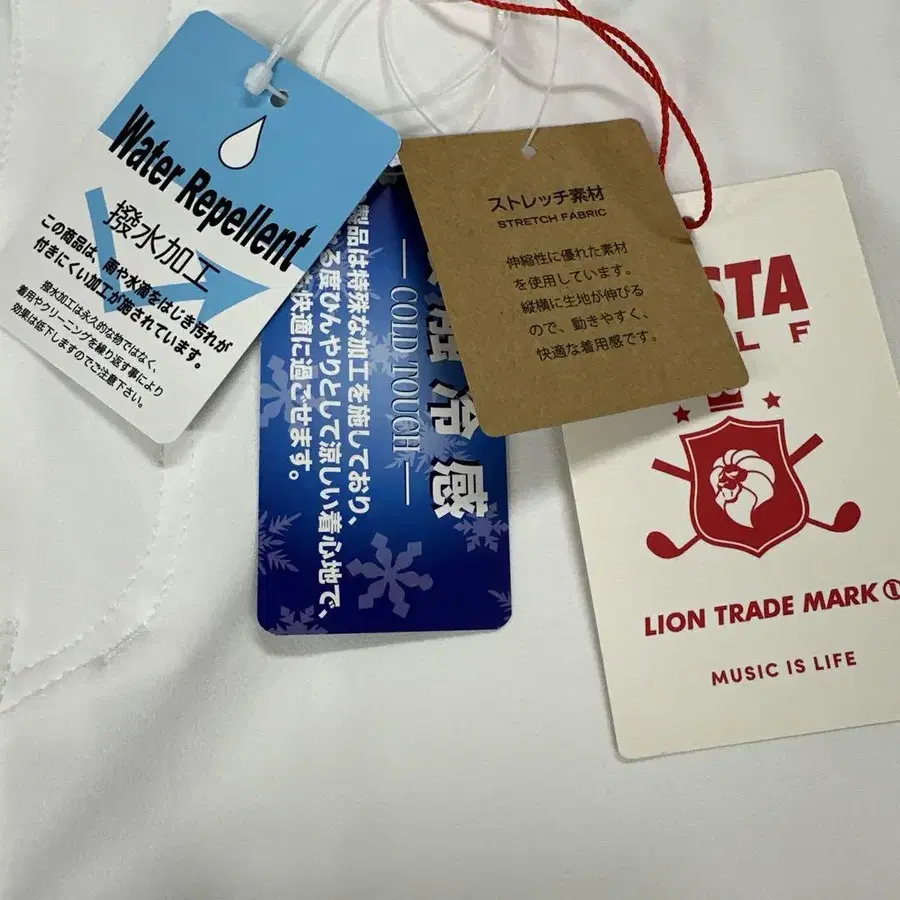 Water Repellent
撥水加工
この商品は、雨や水滴をはじき汚れが
付きにくい加工が施されています。
撥水加工は永久的な物ではなく、
着用やクリーニングを繰り返す事により
効果は低下しますのでご注意下さい。
冷感
— COLD TOUCH —
製品は特殊な加工を施しており、
る度ひんやりとして涼しい着心地で、
快適に過ごせます。
ストレッチ素材
STRETCH FABRIC
伸縮性に優れた素材
を使用しています。
縦横に生地が伸びる
ので、動きやすく、
快適な着用感です。
STA
LF
LION TRADE MARK
MUSIC IS LIFE